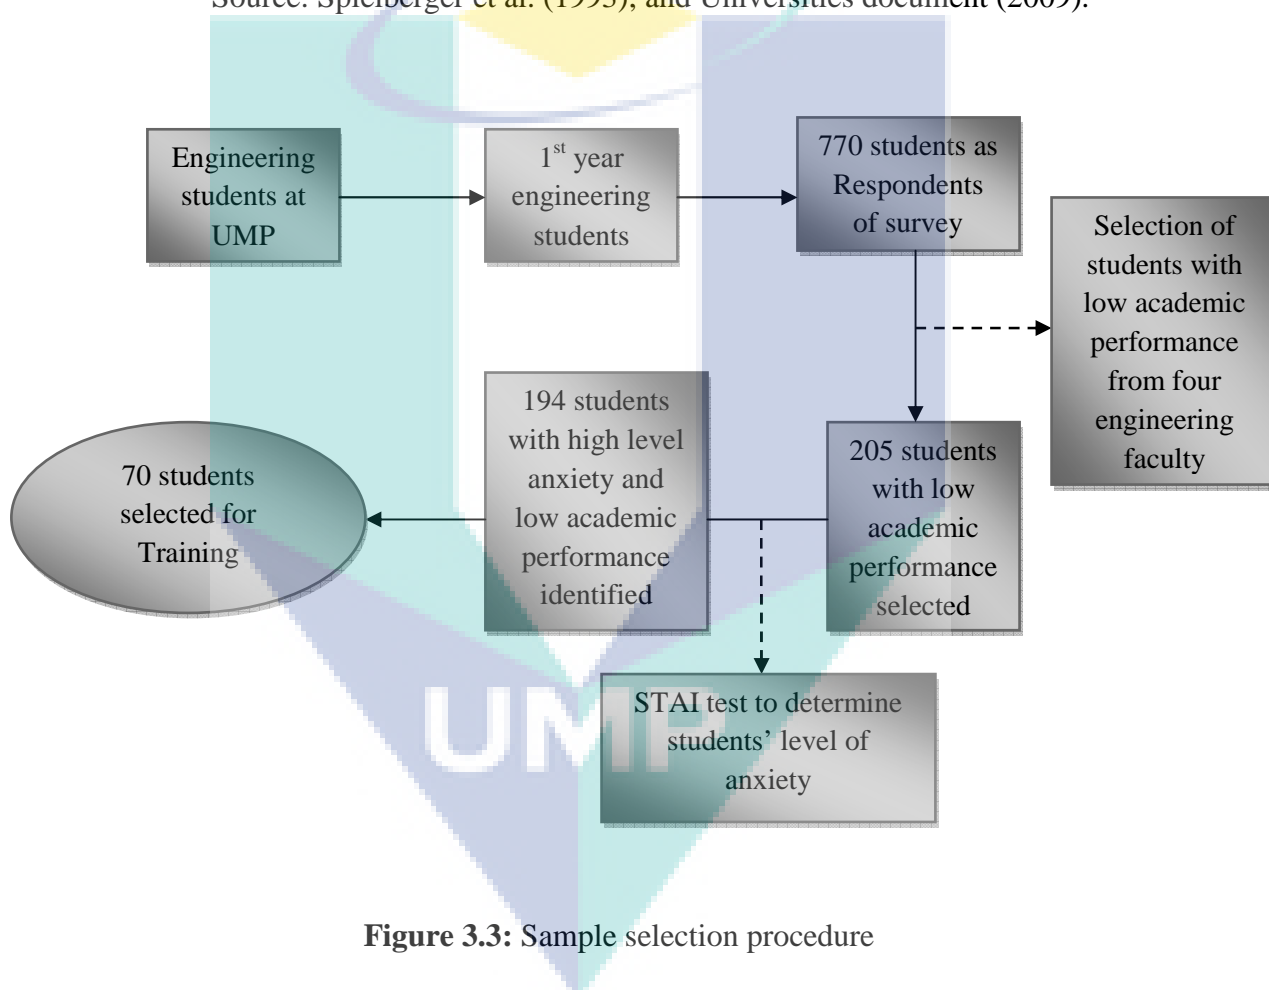 Source: Spielberger et al. (1995), and Universities document (2009).
Engineering
students at
UMP
1st year
engineering
students
770 students as
Respondents
of survey
Selection of
students with
low academic
performance
from four
engineering
faculty
205 students
with low
academic
performance
selected
194 students
with high level
anxiety and
low academic
performance
identified
70 students
selected for
Training
STAI test to determine
students’ level of
anxiety
UMP
Figure 3.3: Sample selection procedure